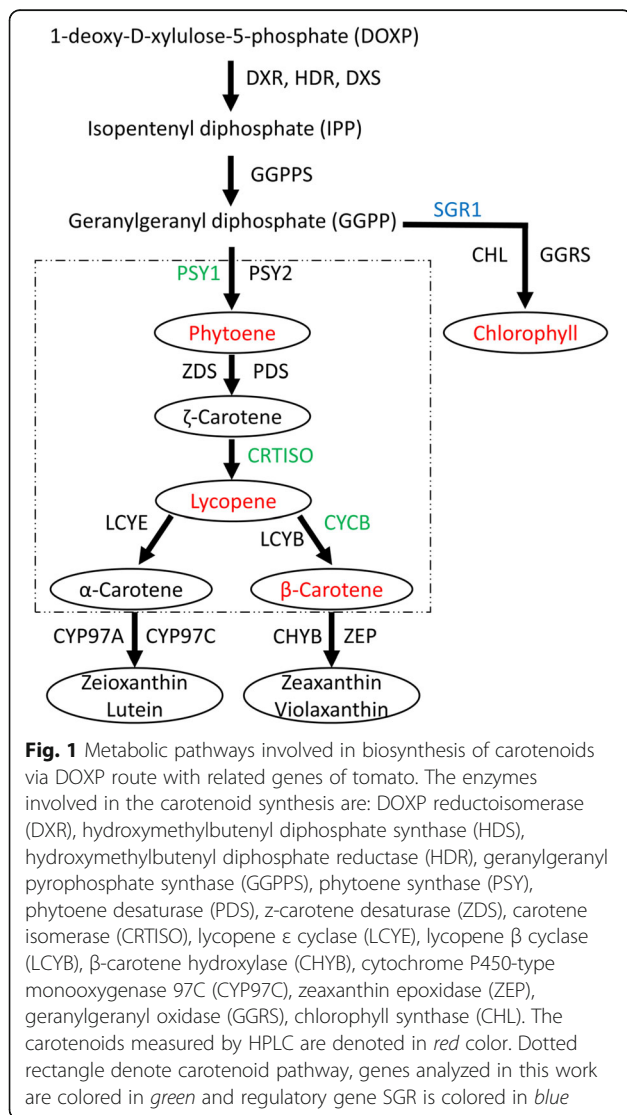 1-deoxy-D-xylulose-5-phosphate (DOXP)
DXR, HDR, DXS
Isopentenyl diphosphate (IPP)
GGPPS
Geranylgeranyl diphosphate (GGPP)
SGR1
CHL GGRS
PSY1 PSY2
Phytoene
Chlorophyll
ZDS PDS
ζ-Carotene
CRTISO
Lycopene
LCYE
LCYB
CYCB
α-Carotene
β-Carotene
CYP97A CYP97C
CHYB ZEP
Zeioxanthin
Lutein
Zeaxanthin
Violaxanthin
Fig. 1 Metabolic pathways involved in biosynthesis of carotenoids
via DOXP route with related genes of tomato. The enzymes
involved in the carotenoid synthesis are: DOXP reductoisomerase
(DXR), hydroxymethylbutenyl diphosphate synthase (HDS),
hydroxymethylbutenyl diphosphate reductase (HDR), geranylgeranyl
pyrophosphate synthase (GGPPS), phytoene synthase (PSY),
phytoene desaturase (PDS), z-carotene desaturase (ZDS), carotene
isomerase (CRTISO), lycopene ε cyclase (LCYE), lycopene β cyclase
(LCYB), β-carotene hydroxylase (CHYB), cytochrome P450-type
monooxygenase 97C (CYP97C), zeaxanthin epoxidase (ZEP),
geranylgeranyl oxidase (GGRS), chlorophyll synthase (CHL). The
carotenoids measured by HPLC are denoted in red color. Dotted
rectangle denote carotenoid pathway, genes analyzed in this work
are colored in green and regulatory gene SGR is colored in blue